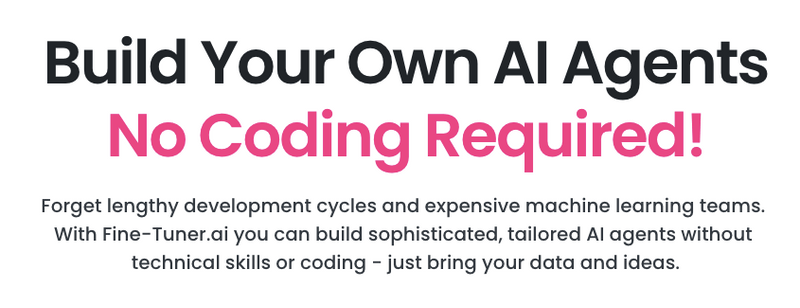 Build Your Own AI Agents
No Coding Required!
Forget lengthy development cycles and expensive machine learning teams.
With Fine-Tuner.ai you can build sophisticated, tailored AI agents without
technical skills or coding - just bring your data and ideas.